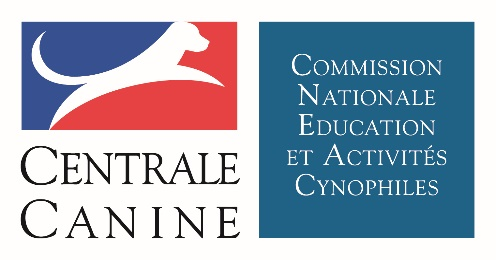 CENTRALE
CANINE
COMMISSION
NATIONALE
EDUCATION
ET ACTIVITÉS
CYNOPHILES